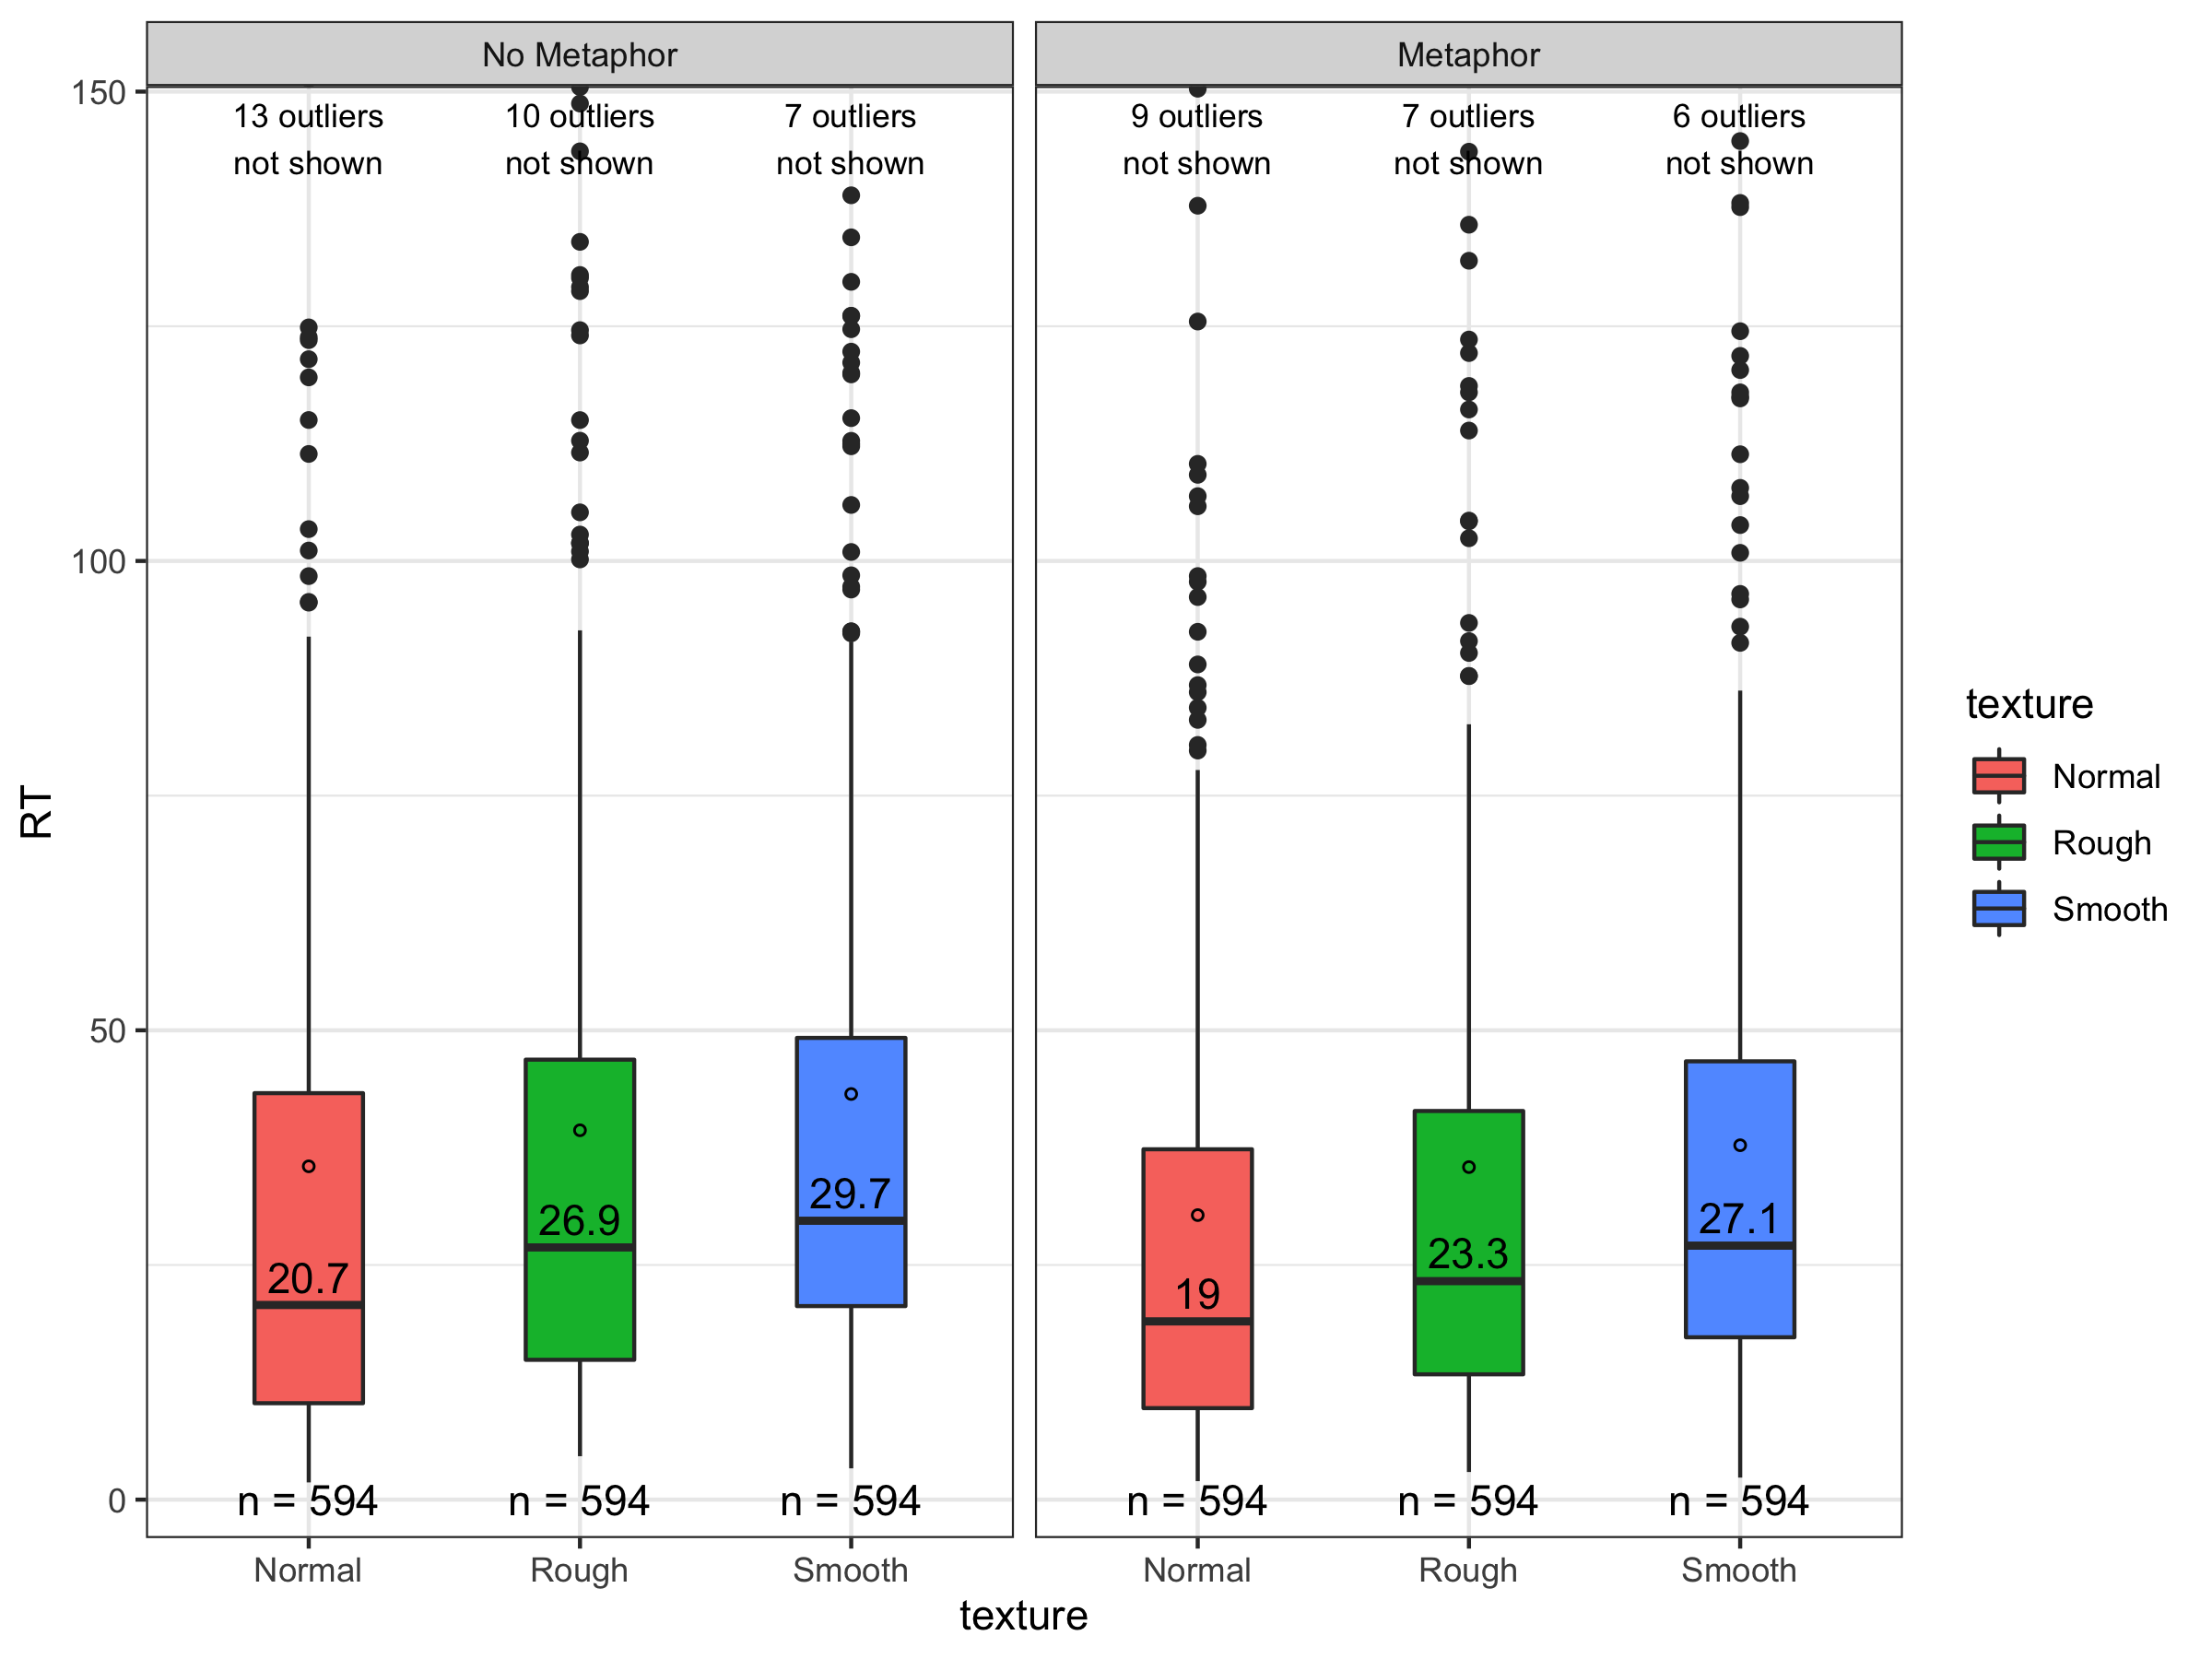 No Metaphor
Metaphor
150
13 outliers
not shown
10 outliers
not shown
7 outliers
not shown
9 outliers
not shown
7 outliers
not shown
6 outliers
not shown
100
50
0
RT
20.7
26.9
29.7
19
23.3
27.1
n = 594
n = 594
n = 594
n = 594
n = 594
n = 594
Normal
Rough
Smooth
Normal
Rough
Smooth
texture
texture
Normal
Rough
Smooth